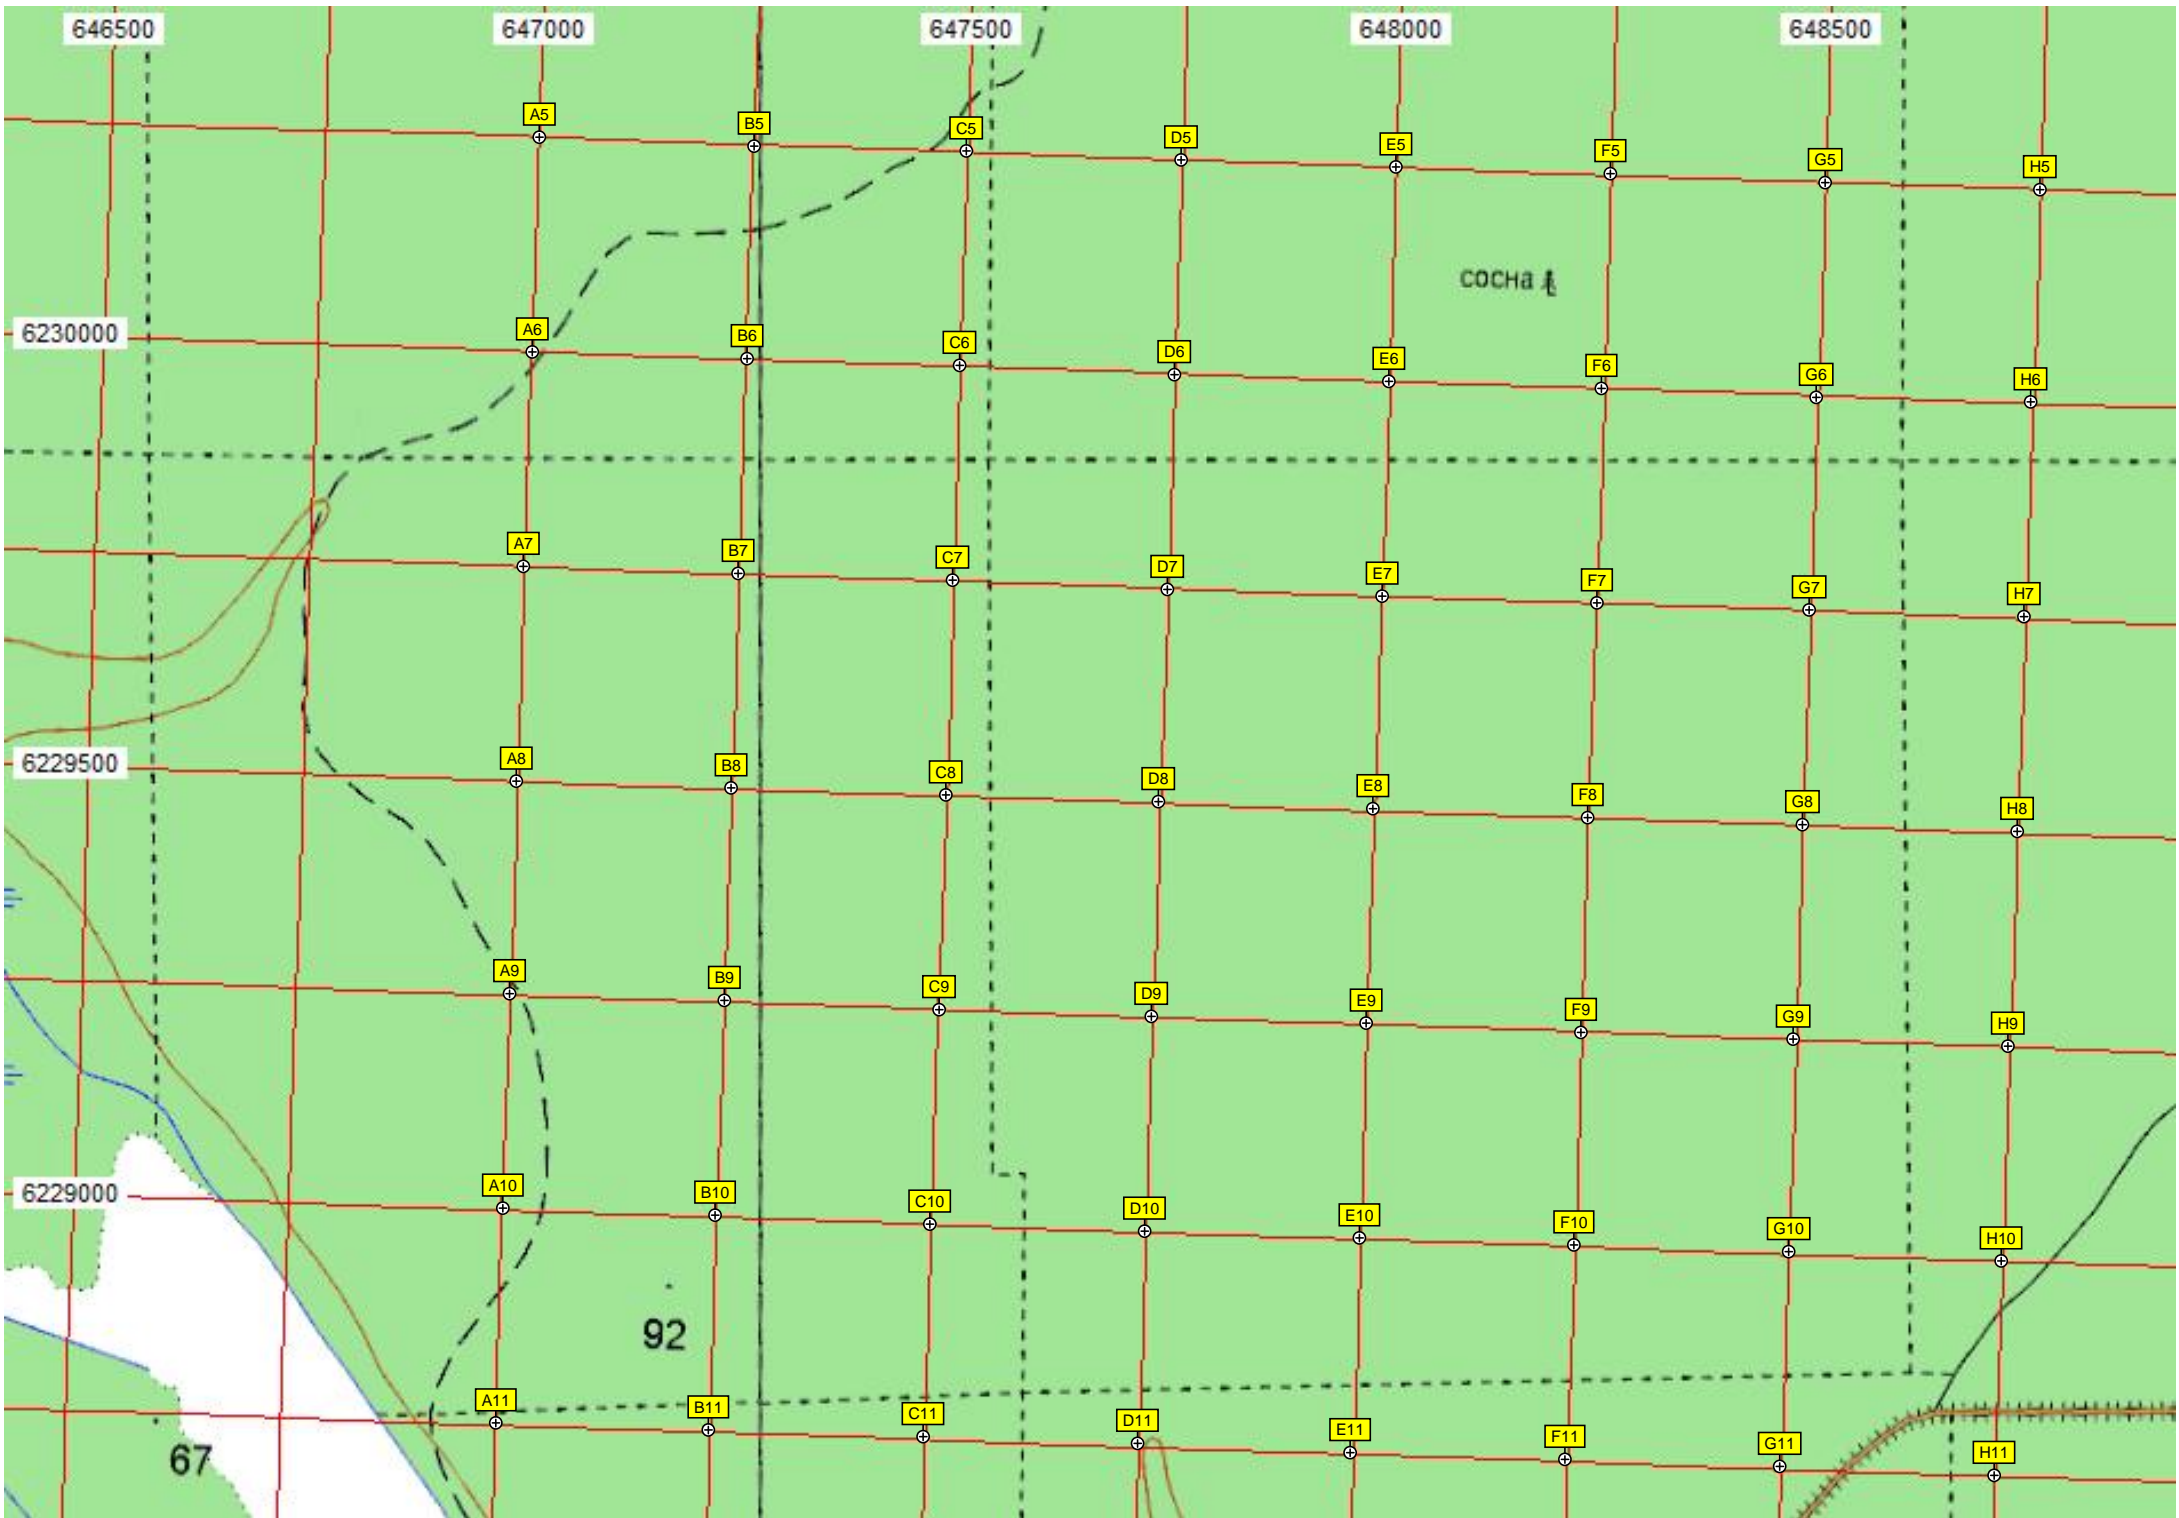 646500 647000 647500 648000 648500
A5 B5 C5 D5 E5 F5 G5 H5
сосна
6230000
A6 B6 C6 D6 E6 F6 G6 H6
A7 B7 C7 D7 E7 F7 G7 H7
6229500
A8 B8 C8 D8 E8 F8 G8 H8
A9 B9 C9 D9 E9 F9 G9 H9
6229000
A10 B10 C10 D10 E10 F10 G10 H10
92
A11 B11 C11 D11 E11 F11 G11 H11
67